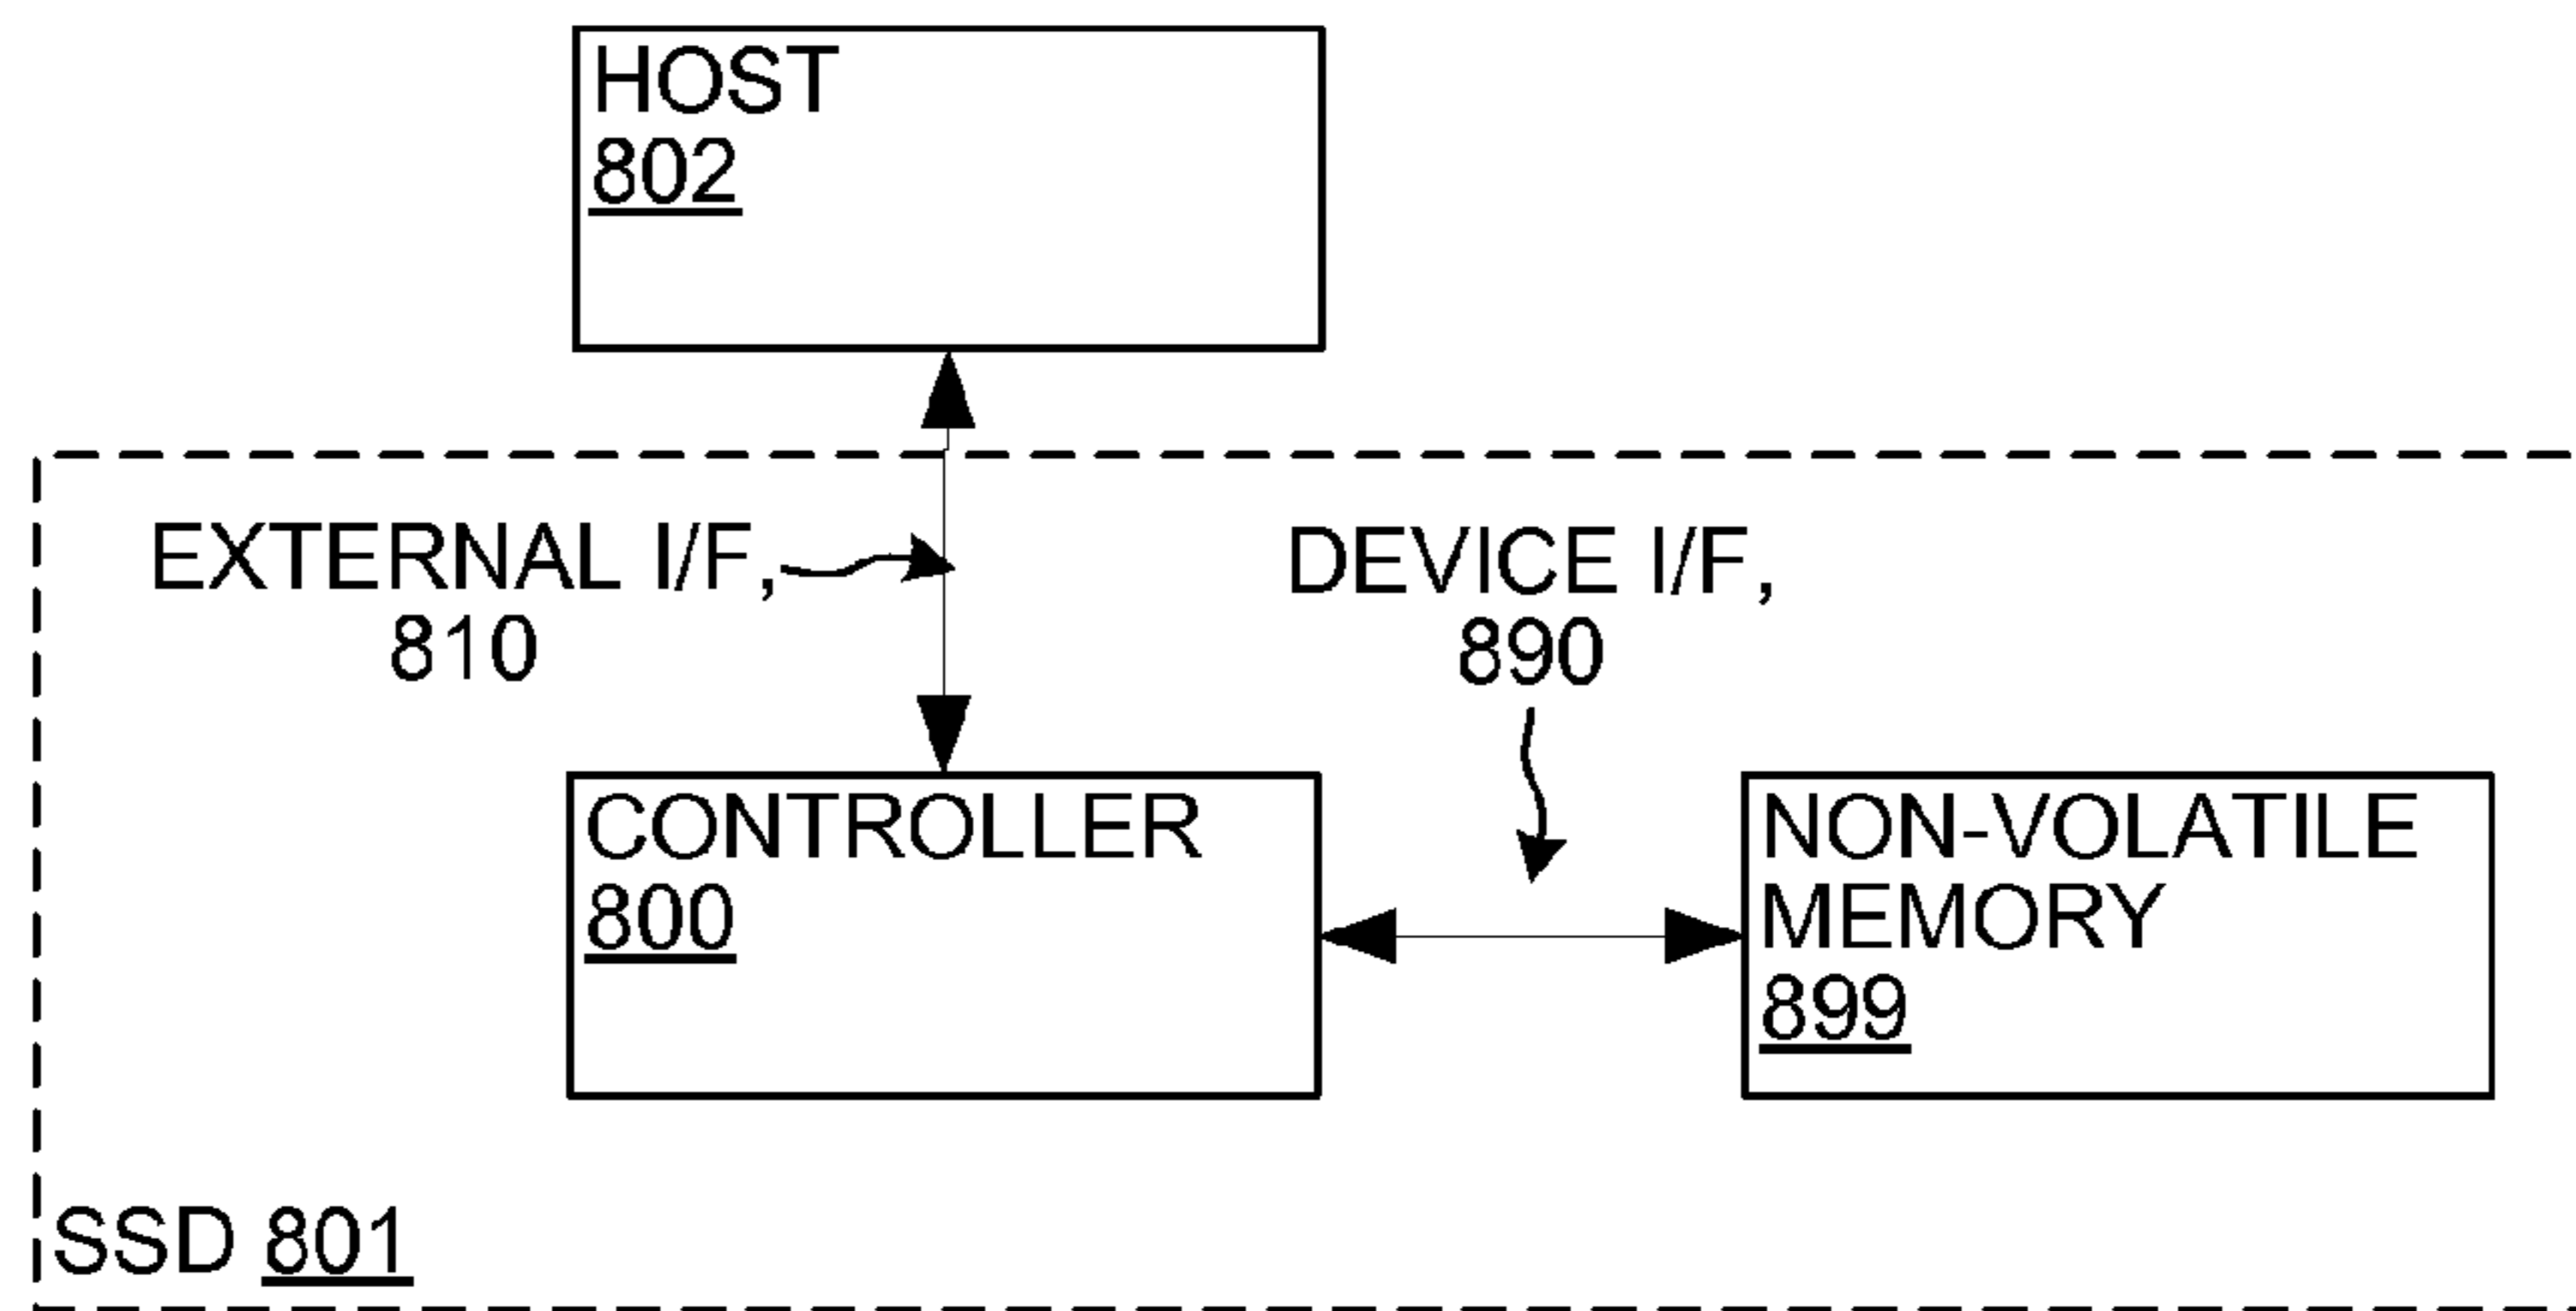 HOST
802
EXTERNAL I/F,
810
DEVICE I/F,
890
CONTROLLER
800
NON-VOLATILE
MEMORY
899
SSD 801